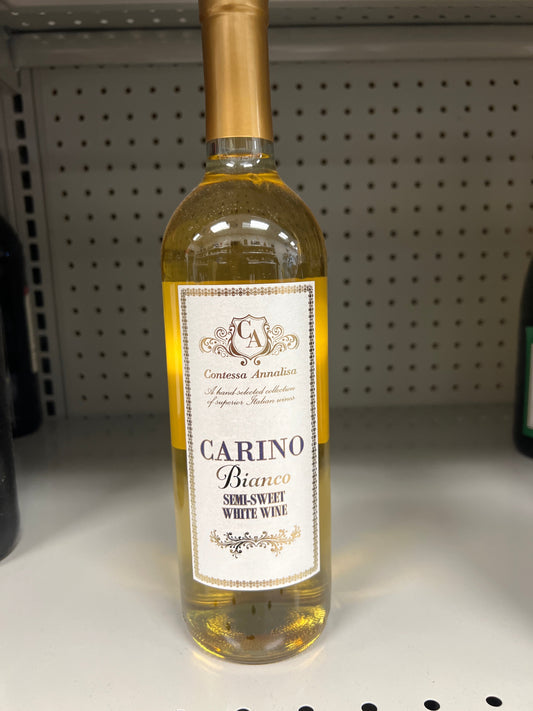 CA
Contessa Annalisa
A hand selected collection
of superior Italian wines
CARINO
Bianco
SEMI-SWEET
WHITE WINE